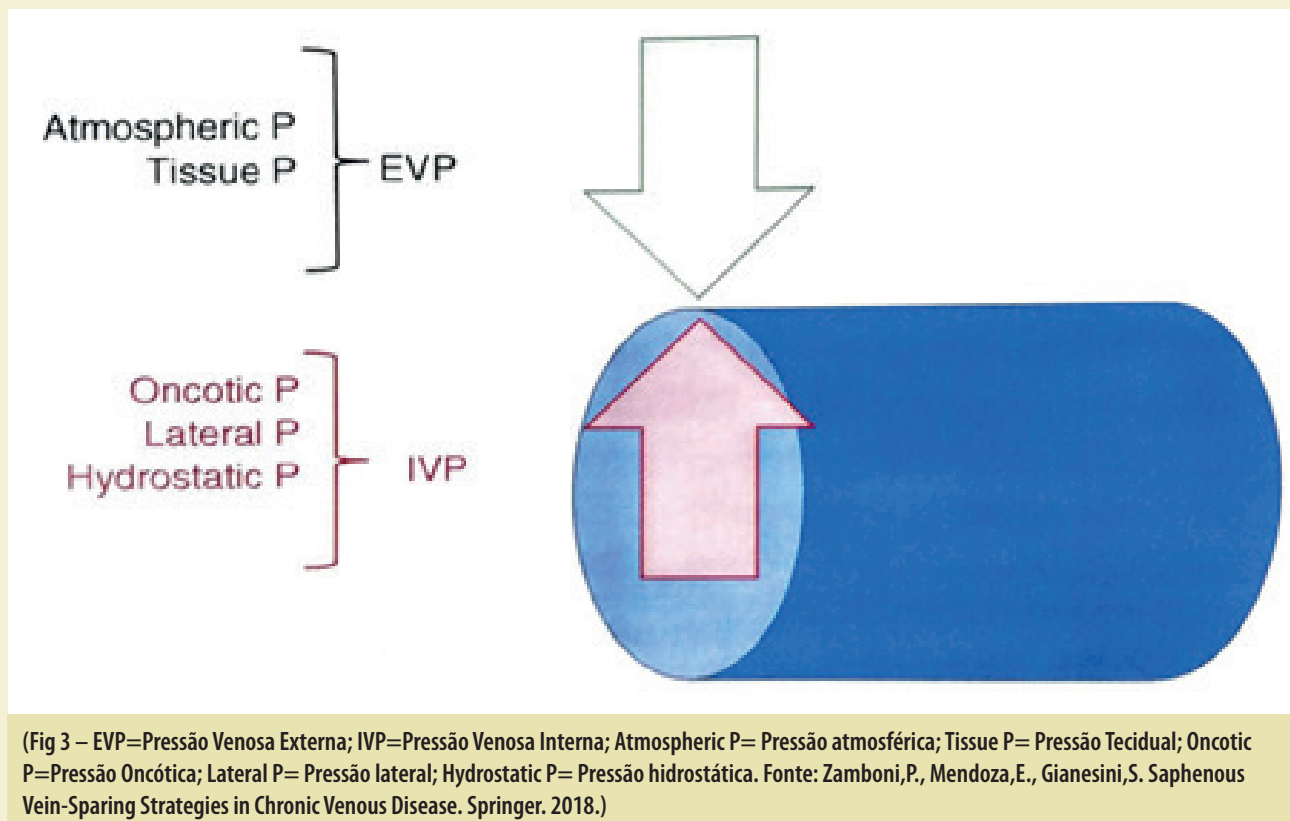 Atmospheric P
Tissue P
EVP
Oncotic P
Lateral P
Hydrostatic P
IVP
(Fig 3 – EVP=Pressão Venosa Externa; IVP=Pressão Venosa Interna; Atmospheric P= Pressão atmosférica; Tissue P= Pressão Tecidual; Oncotic
P=Pressão Oncótica; Lateral P= Pressão lateral; Hydrostatic P= Pressão hidrostática. Fonte: Zamboni,P., Mendoza,E., Gianesini,S. Saphenous
Vein-Sparing Strategies in Chronic Venous Disease. Springer. 2018.)